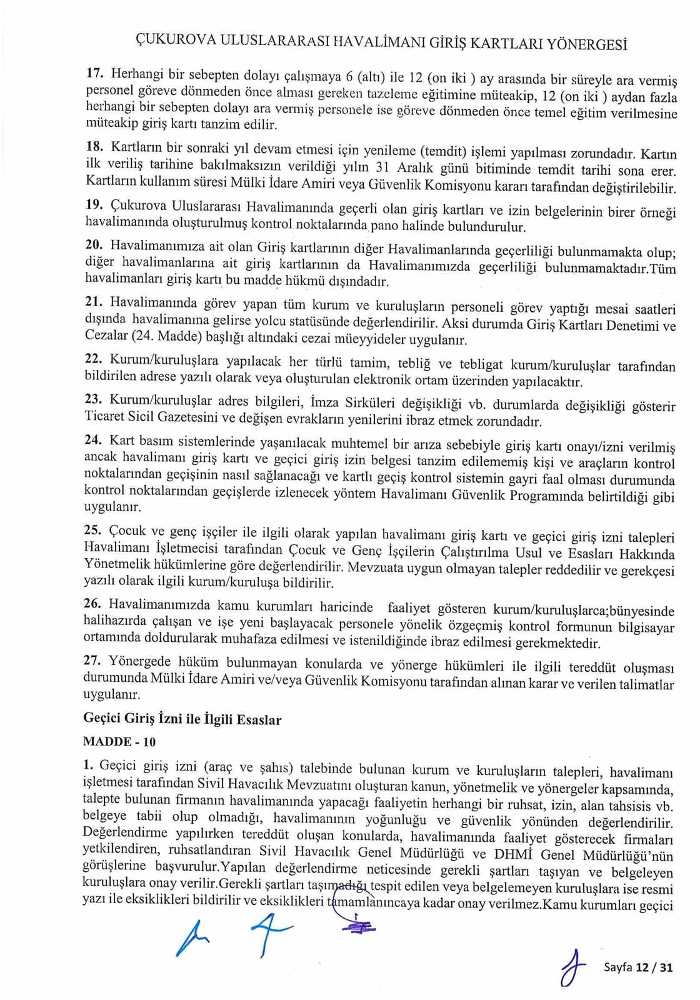 ÇUKUROVA ULUSLARARASI HAVALİMANI GİRİŞ KARTLARI YÖNERGESİ
17. Herhangi bir sebepten dolayı çalışmaya 6 (altı) ile 12 (on iki ) ay arasında bir süreyle ara vermiş
personel göreve dönmeden önce alması gereken tazeleme eğitimine müteakip, 12 (on iki ) aydan fazla
herhangi bir sebepten dolayı ara vermiş personele ise göreve dönmeden önce temel eğitim verilmesine
müteakip giriş kartı tanzim edilir.
18. Kartların bir sonraki yıl devam etmesi için yenileme (temdit) işlemi yapılması zorundadır. Kartın
ilk veriliş tarihine bakılmaksızın verildiği yılın 31 Aralık günü bitiminde temdit tarihi sona erer.
Kartların kullanım süresi Mülki İdare Amiri veya Güvenlik Komisyonu kararı tarafından değiştirilebilir.
19. Çukurova Uluslararası Havalimanında geçerli olan giriş kartları ve izin belgelerinin birer örneği
havalimanında oluşturulmuş kontrol noktalarında pano halinde bulundurulur.
20. Havalimanımıza ait olan Giriş kartlarının diğer Havalimanlarında geçerliliği bulunmamakta olup;
diğer havalimanlarına ait giriş kartlarının da Havalimanımızda geçerliliği bulunmamaktadır.Tüm
havalimanları giriş kartı bu madde hükmü dışındadır.
21. Havalimanında görev yapan tüm kurum ve kuruluşların personeli görev yaptığı mesai saatleri
dışında havalimanına gelirse yolcu statüsünde değerlendirilir. Aksi durumda Giriş Kartları Denetimi ve
Cezalar (24. Madde) başlığı altındaki cezai müeyyideler uygulanır.
22. Kurum/kuruluşlara yapılacak her türlü tamim, tebliğ ve tebligat kurum/kuruluşlar tarafından
bildirilen adrese yazılı olarak veya oluşturulan elektronik ortam üzerinden yapılacaktır.
23. Kurum/kuruluşlar adres bilgileri, İmza Sirküleri değişikliği vb. durumlarda değişikliği gösterir
Ticaret Sicil Gazetesini ve değişen evrakların yenilerini ibraz etmek zorundadır.
24. Kart basım sistemlerinde yaşanılacak muhtemel bir arıza sebebiyle giriş kartı onayı/izni verilmiş
ancak havalimanı giriş kartı ve geçici giriş izin belgesi tanzim edilememiş kişi ve araçların kontrol
noktalarından geçişinin nasıl sağlanacağı ve kartlı geçiş kontrol sistemin gayri faal olması durumunda
kontrol noktalarından geçişlerde izlenecek yöntem Havalimanı Güvenlik Programında belirtildiği gibi
uygulanır.
25. Çocuk ve genç işçiler ile ilgili olarak yapılan havalimanı giriş kartı ve geçici giriş izni talepleri
Havalimanı İşletmecisi tarafından Çocuk ve Genç İşçilerin Çalıştırılma Usul ve Esasları Hakkında
Yönetmelik hükümlerine göre değerlendirilir. Mevzuata uygun olmayan talepler reddedilir ve gerekçesi
yazılı olarak ilgili kurum/kuruluşa bildirilir.
26. Havalimanımızda kamu kurumları haricinde faaliyet gösteren kurum/kuruluşlarca;bünyesinde
halihazırda çalışan ve işe yeni başlayacak personele yönelik özgeçmiş kontrol formunun bilgisayar
ortamında doldurularak muhafaza edilmesi ve istenildiğinde ibraz edilmesi gerekmektedir.
27. Yönergede hüküm bulunmayan konularda ve yönerge hükümleri ile ilgili tereddüt oluşması
durumunda Mülki İdare Amiri ve/veya Güvenlik Komisyonu tarafından alınan karar ve verilen talimatlar
uygulanır.
Geçici Giriş İzni ile İlgili Esaslar
MADDE - 10
1. Geçici giriş izni (araç ve şahıs) talebinde bulunan kurum ve kuruluşların talepleri, havalimanı
işletmesi tarafından Sivil Havacılık Mevzuatını oluşturan kanun, yönetmelik ve yönergeler kapsamında,
talepte bulunan firmanın havalimanında yapacağı faaliyetin herhangi bir ruhsat, izin, alan tahsisis vb.
belgeye tabii olup olmadığı, havalimanının yoğunluğu ve güvenlik yönünden değerlendirilir.
Değerlendirme yapılırken tereddüt oluşan konularda, havalimanında faaliyet gösterecek firmaları
yetkilendiren, ruhsatlandıran Sivil Havacılık Genel Müdürlüğü ve DHMİ Genel Müdürlüğü’nün
görüşlerine başvurulur.Yapılan değerlendirme neticesinde gerekli şartları taşıyan ve belgeleyen
kuruluşlara onay verilir.Gerekli şartları taşımadığı tespit edilen veya belgelemeyen kuruluşlara ise resmi
yazı ile eksiklikleri bildirilir ve eksiklikleri tamamlanıncaya kadar onay verilmez.Kamu kurumları geçici
Sayfa 12 / 31